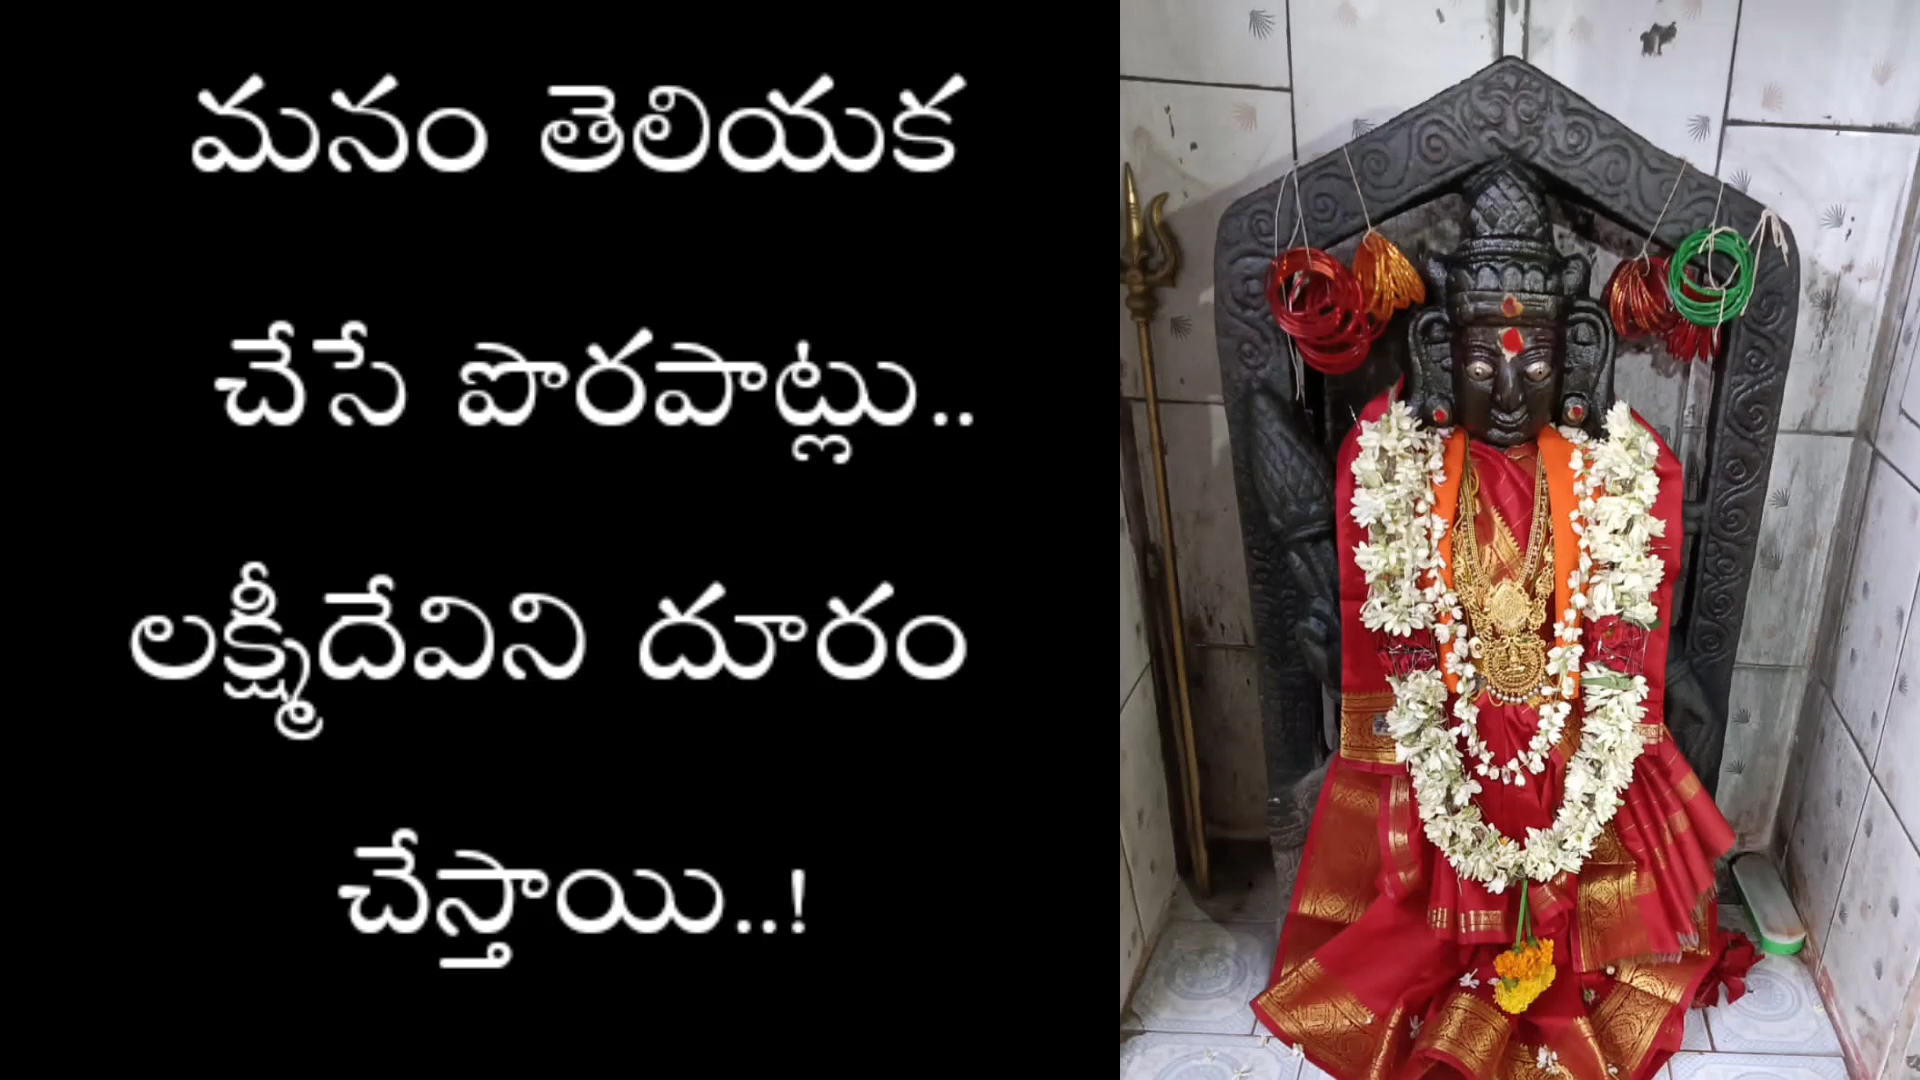 మనం తెలియక
చేసే పొరపాట్లు..
లక్ష్మీదేవిని దూరం
చేస్తాయి..!